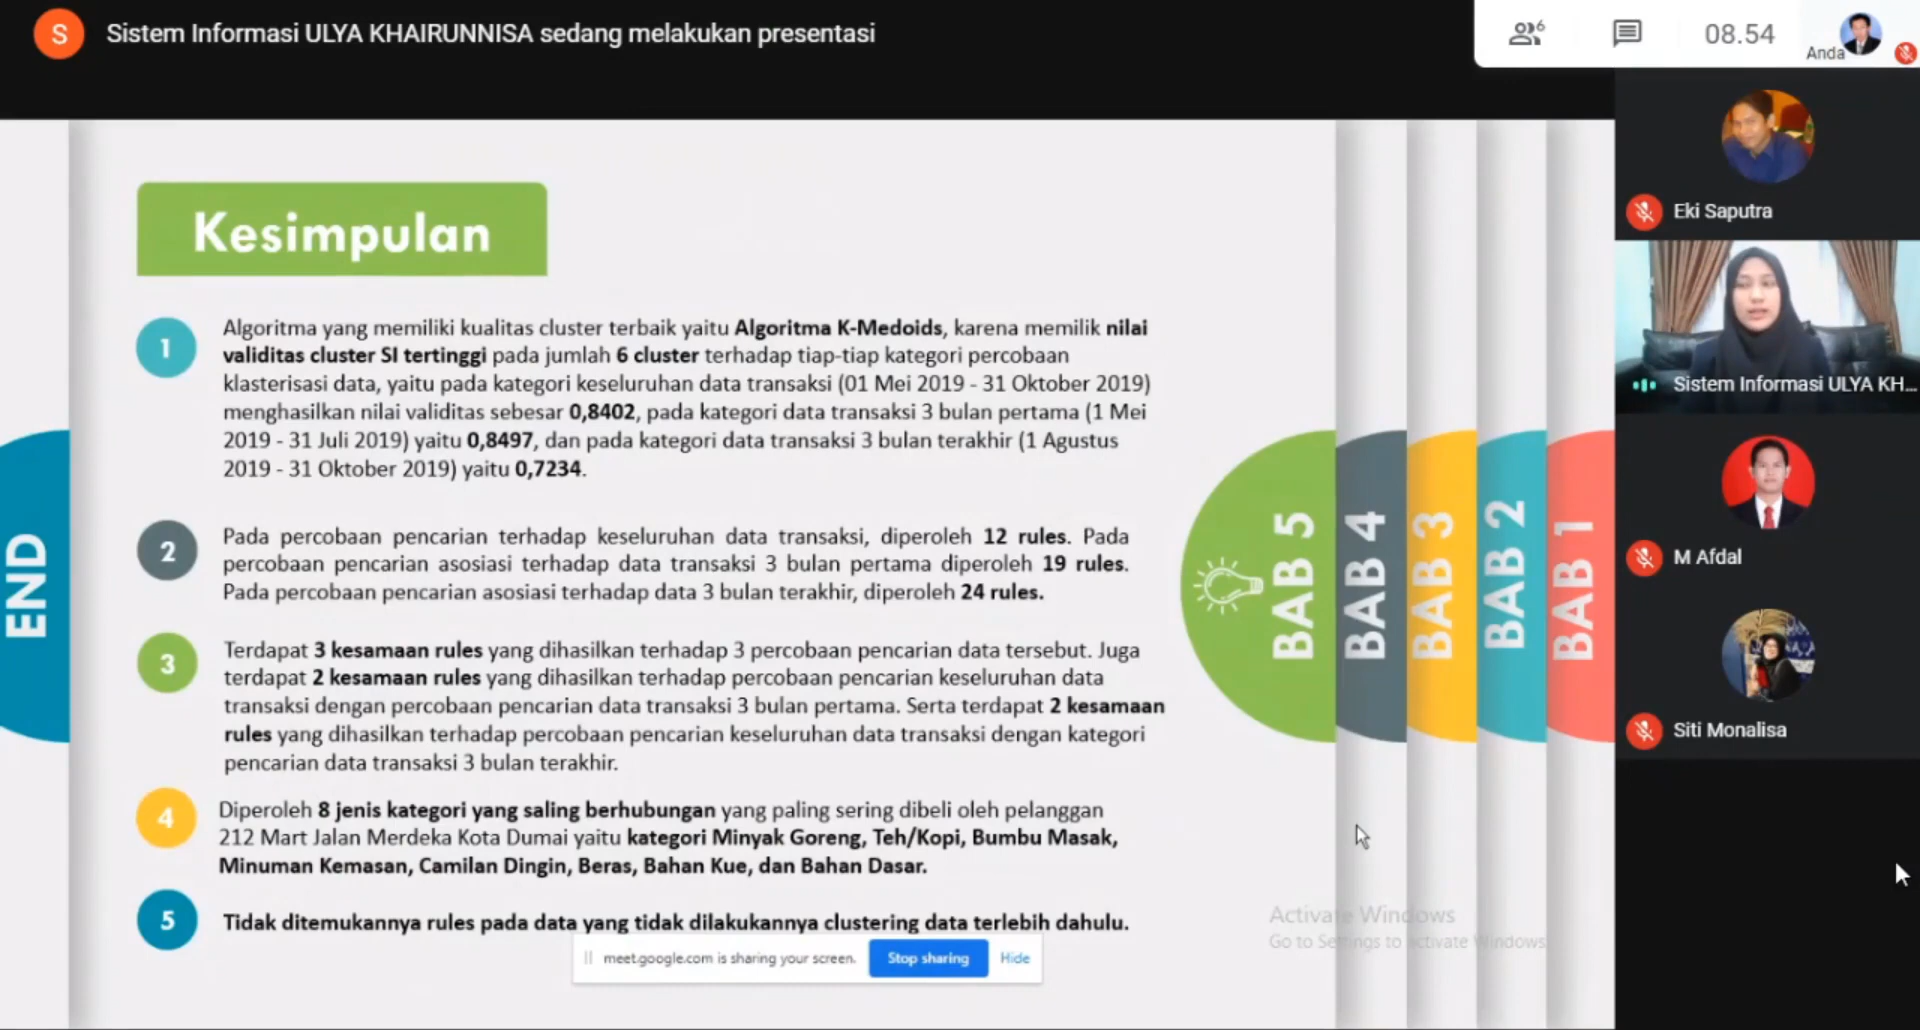 S
Sistem Informasi ULYA KHAIRUNNISA sedang melakukan presentasi
6
08.54
Anda
Eki Saputra
Sistem Informasi ULYA KH...
M Afdal
Siti Monalisa
END
Kesimpulan
1
Algoritma yang memiliki kualitas cluster terbaik yaitu Algoritma K-Medoids, karena memilik nilai
validitas cluster SI tertinggi pada jumlah 6 cluster terhadap tiap-tiap kategori percobaan
klasterisasi data, yaitu pada kategori keseluruhan data transaksi (01 Mei 2019 - 31 Oktober 2019)
menghasilkan nilai validitas sebesar 0,8402, pada kategori data transaksi 3 bulan pertama (1 Mei
2019 - 31 Juli 2019) yaitu 0,8497, dan pada kategori data transaksi 3 bulan terakhir (1 Agustus
2019 - 31 Oktober 2019) yaitu 0,7234.
2
Pada percobaan pencarian terhadap keseluruhan data transaksi, diperoleh 12 rules. Pada
percobaan pencarian asosiasi terhadap data transaksi 3 bulan pertama diperoleh 19 rules.
Pada percobaan pencarian asosiasi terhadap data 3 bulan terakhir, diperoleh 24 rules.
3
Terdapat 3 kesamaan rules yang dihasilkan terhadap 3 percobaan pencarian data tersebut. Juga
terdapat 2 kesamaan rules yang dihasilkan terhadap percobaan pencarian keseluruhan data
transaksi dengan percobaan pencarian data transaksi 3 bulan pertama. Serta terdapat 2 kesamaan
rules yang dihasilkan terhadap percobaan pencarian keseluruhan data transaksi dengan kategori
pencarian data transaksi 3 bulan terakhir.
4
Diperoleh 8 jenis kategori yang saling berhubungan yang paling sering dibeli oleh pelanggan
212 Mart Jalan Merdeka Kota Dumai yaitu kategori Minyak Goreng, Teh/Kopi, Bumbu Masak,
Minuman Kemasan, Camilan Dingin, Beras, Bahan Kue, dan Bahan Dasar.
5
Tidak ditemukannya rules pada data yang tidak dilakukannya clustering data terlebih dahulu.
BAB 5
BAB 4
BAB 3
BAB 2
BAB 1
Activate Windows
Go to Settings to activate Windows
meet.google.com is sharing your screen.
Stop sharing
Hide